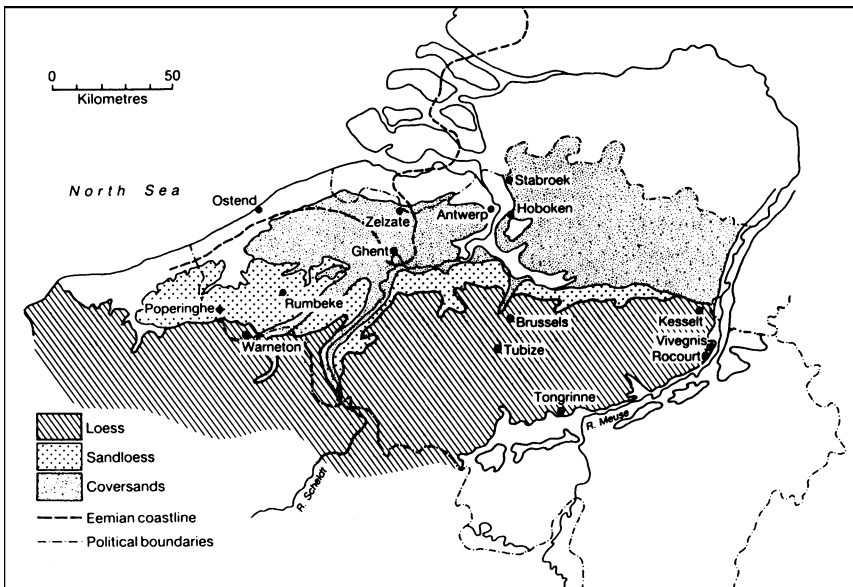 0 50
Kilometres
North Sea
Ostend
Zelzate
Antwerp
Stabroek
Hoboken
Ghent
Poperinghe
Rumbeke
Warneton
Brussels
Tubize
Kesselt
Vivegnis
Rocourt
Tongrinne
R. Meuse
R. Scheldt
Loess
Sandloess
Coversands
Eemian coastline
Political boundaries